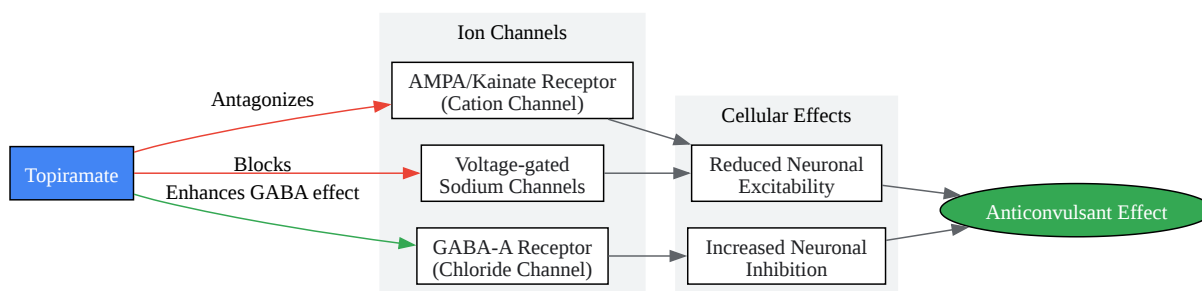 Ion Channels
AMPA/Kainate Receptor
(Cation Channel)
Antagonizes
Cellular Effects
Topiramate
Blocks
Voltage-gated
Sodium Channels
Reduced Neuronal
Excitability
Enhances GABA effect
Anticonvulsant Effect
GABA-A Receptor
(Chloride Channel)
Increased Neuronal
Inhibition